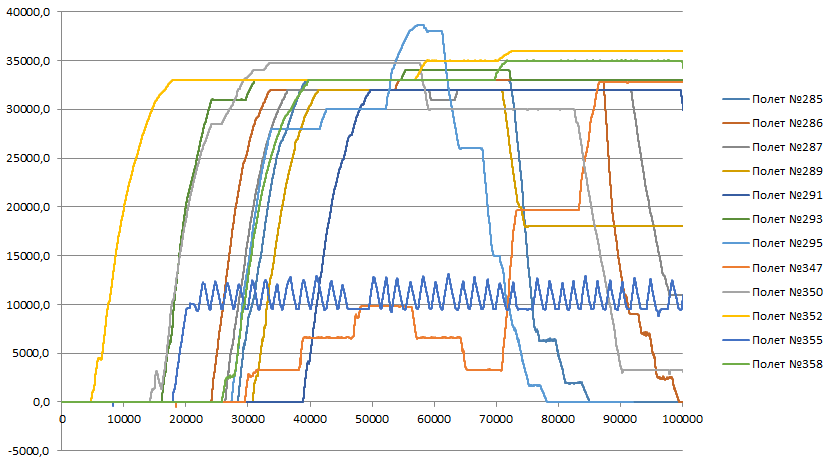 40000,0
35000,0
30000,0
25000,0
20000,0
15000,0
10000,0
5000,0
0,0
-5000,0
0 10000 20000 30000 40000 50000 60000 70000 80000 90000 100000
Полет №285
Полет №286
Полет №287
Полет №289
Полет №291
Полет №293
Полет №295
Полет №347
Полет №350
Полет №352
Полет №355
Полет №358